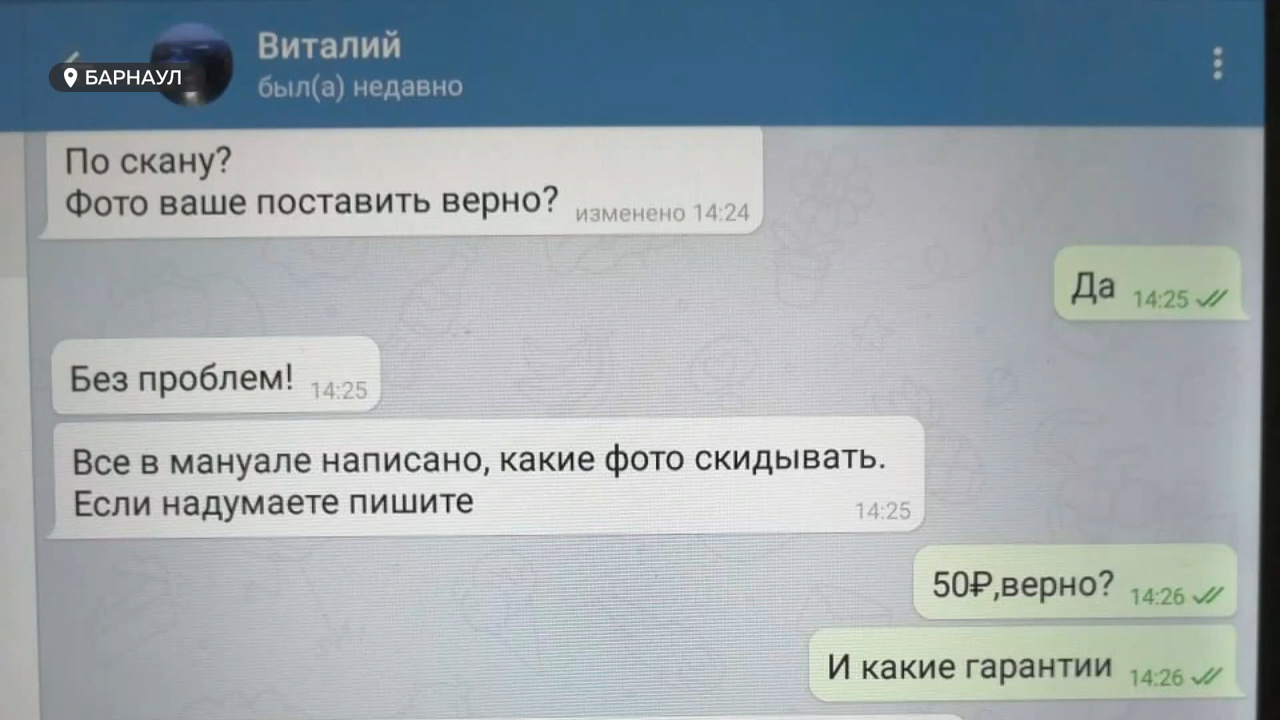 Виталий
БАРНАУЛ
был(а) недавно
По скану?
Фото ваше поставить верно? изменено 14:24
Да 14:25
Без проблем! 14:25
Все в мануале написано, какие фото скидывать.
Если надумаете пишите 14:25
50₽,верно? 14:26
И какие гарантии 14:26